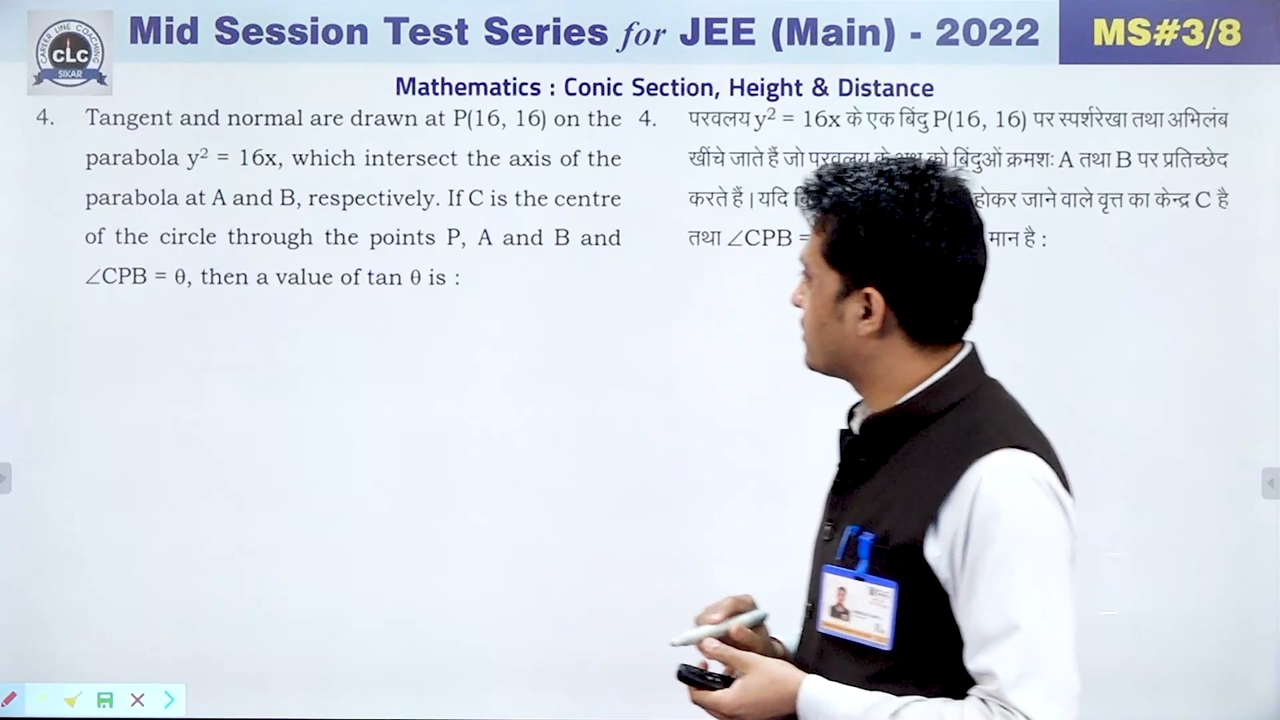 Mid Session Test Series for JEE (Main) - 2022
MS#3/8
CAREER LINE COACHING
CLC
SIKAR
Mathematics : Conic Section, Height & Distance
4. Tangent and normal are drawn at P(16, 16) on the
parabola y² = 16x, which intersect the axis of the
parabola at A and B, respectively. If C is the centre
of the circle through the points P, A and B and
∠CPB = θ, then a value of tan θ is :
4. परवलय y² = 16x के एक बिंदु P(16, 16) पर स्पर्शरेखा तथा अभिलंब
खींचे जाते हैं जो परवलय के को बिंदुओं क्रमशः A तथा B पर प्रतिच्छेद
करते हैं। यदि होकर जाने वाले वृत्त का केन्द्र C है
तथा ∠CPB = मान है :